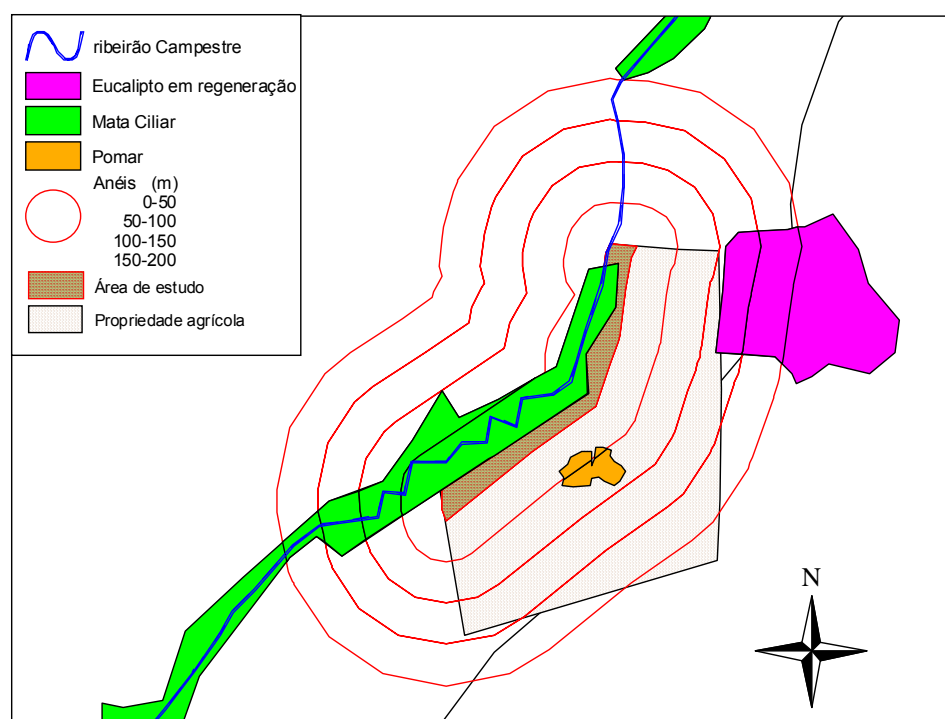 ribeirão Campestre
Eucalipto em regeneração
Mata Ciliar
Pomar
Anéis (m)
0-50
50-100
100-150
150-200
Área de estudo
Propriedade agrícola
N